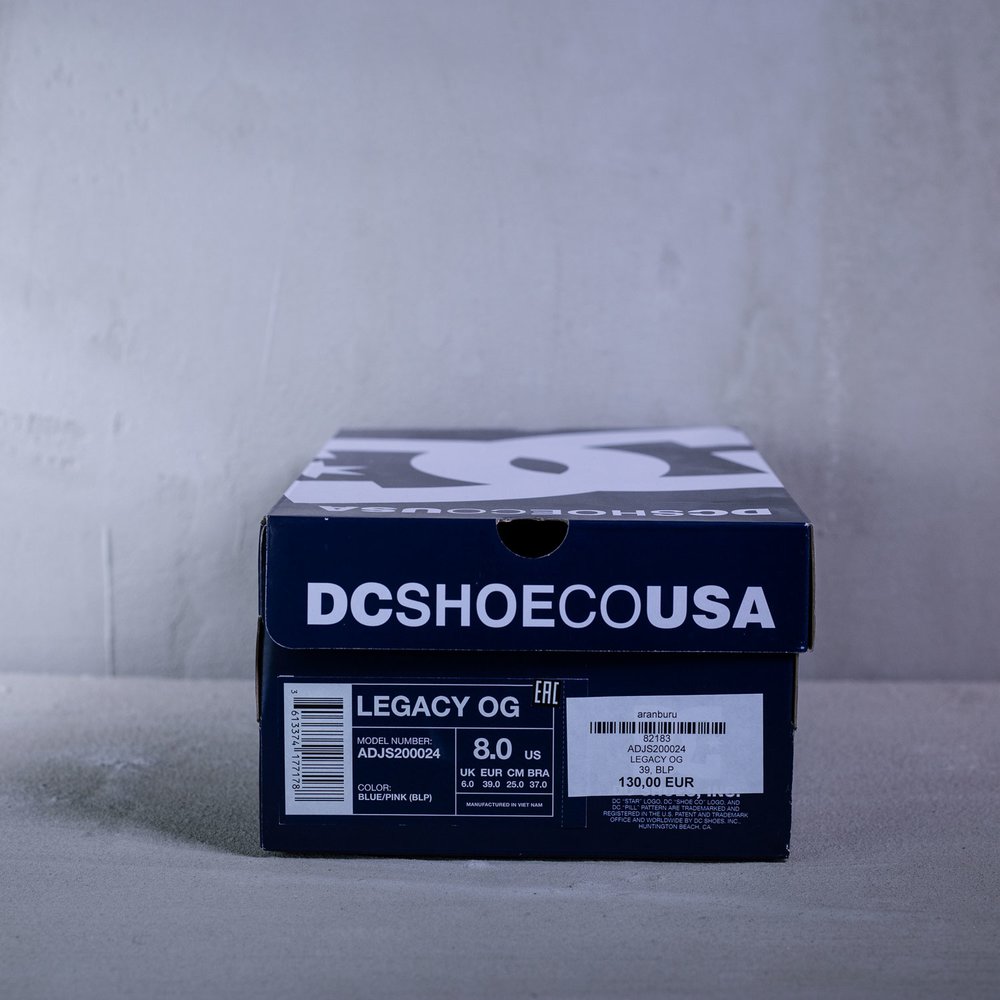 DCSHOECOUSA
DCSHOECOUSA
3 613374 177178
LEGACY OG
EAC
MODEL NUMBER:
ADJS200024
8.0 US
UK EUR CM BRA
6.0 39.0 25.0 37.0
COLOR:
BLUE/PINK (BLP)
MANUFACTURED IN VIET NAM
aranburu
82183
ADJS200024
LEGACY OG
39, BLP
130,00 EUR
INC.
DC "STAR" LOGO, DC "SHOE CO" LOGO, AND
DC "PILL" PATTERN ARE TRADEMARKED AND
REGISTERED IN THE U.S. PATENT AND TRADEMARK
OFFICE AND WORLDWIDE BY DC SHOES, INC.,
HUNTINGTON BEACH, CA.